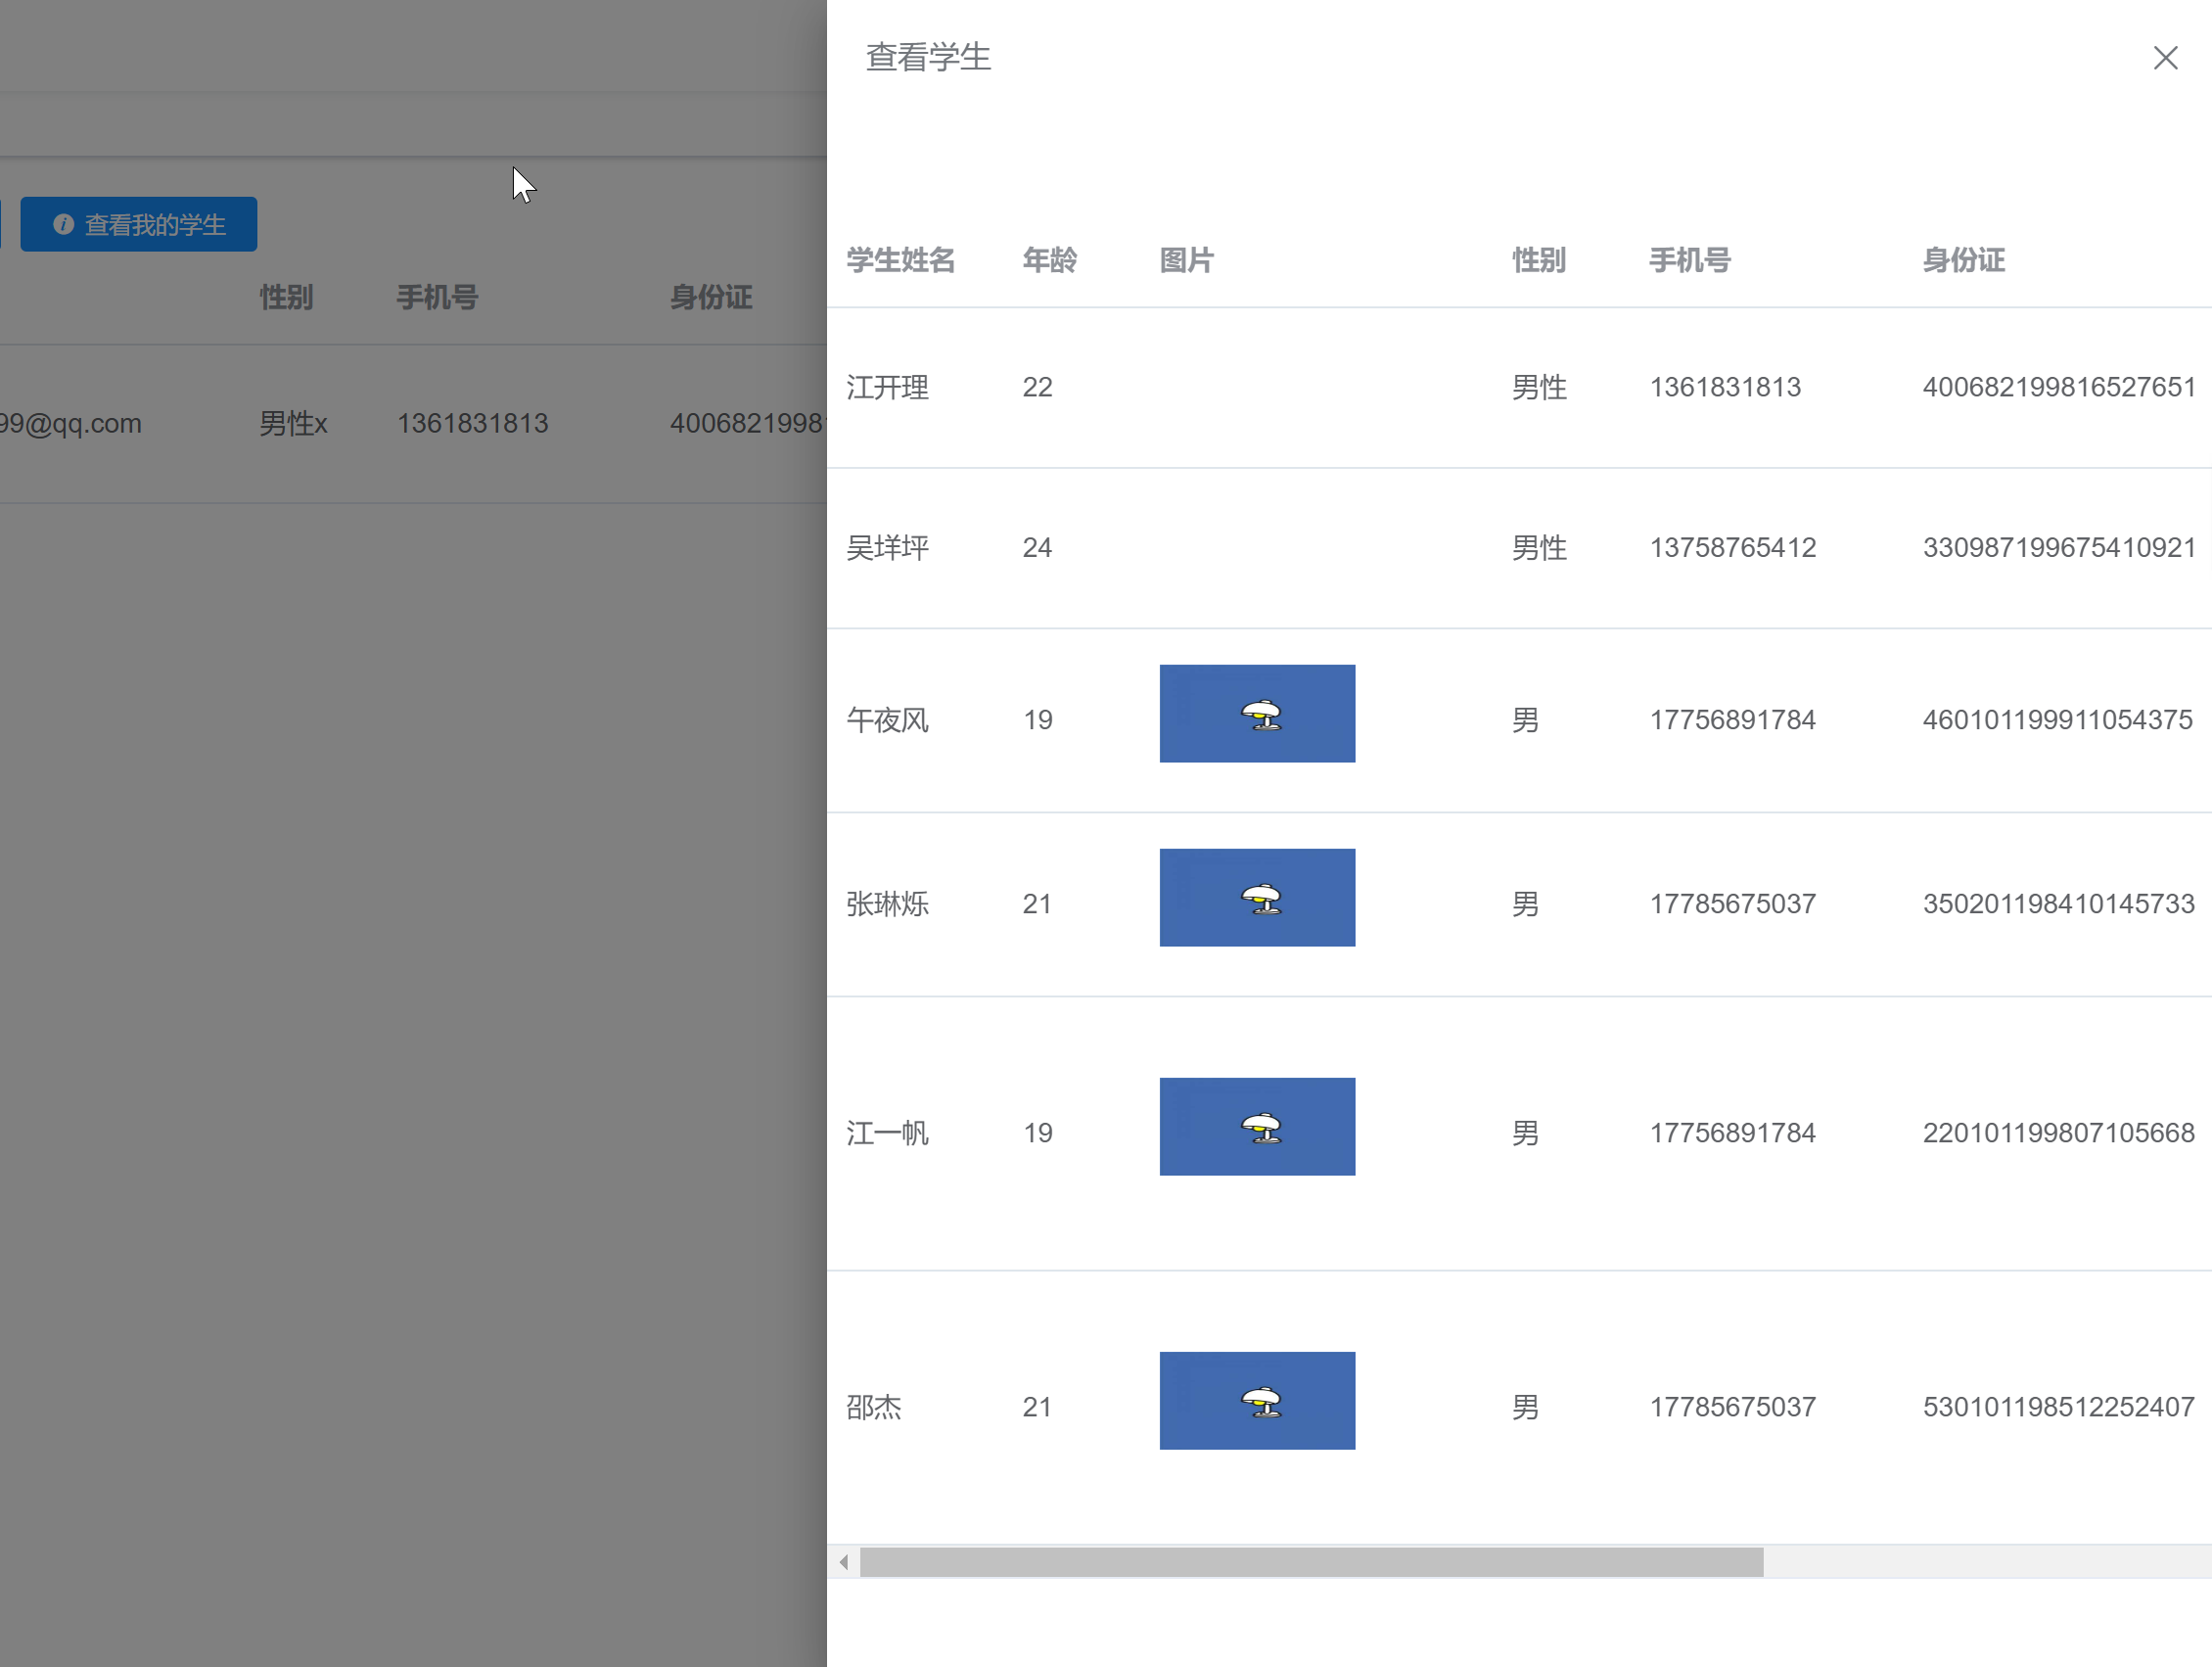 查看学生
查看我的学生
性别 手机号 身份证
99@qq.com 男性x 1361831813 4006821998
学生姓名 年龄 图片 性别 手机号 身份证
江开理 22 男性 1361831813 400682199816527651
吴垟坪 24 男性 13758765412 330987199675410921
午夜风 19 男 17756891784 460101199911054375
张琳烁 21 男 17785675037 350201198410145733
江一帆 19 男 17756891784 220101199807105668
邵杰 21 男 17785675037 530101198512252407